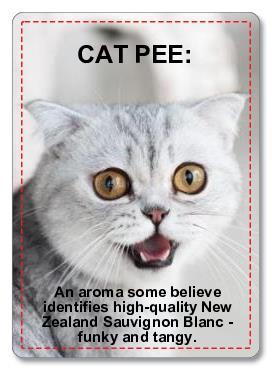 CAT PEE:
An aroma some believe
identifies high-quality New
Zealand Sauvignon Blanc -
funky and tangy.